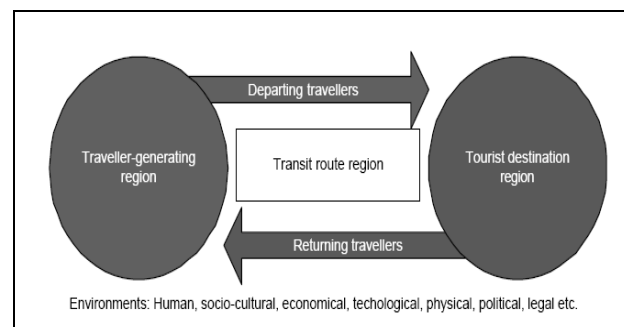 Departing travellers
Traveller-generating
region
Transit route region
Tourist destination
region
Returning travellers
Environments: Human, socio-cultural, economical, techological, physical, political, legal etc.